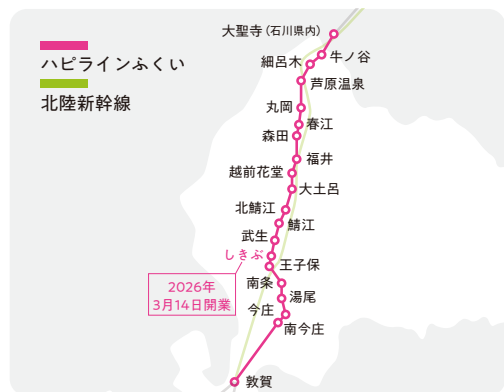 ハピラインふくい
北陸新幹線
大聖寺(石川県内)
牛ノ谷
細呂木
芦原温泉
丸岡
春江
森田
福井
越前花堂
大土呂
北鯖江
鯖江
武生
しきぶ
王子保
2026年
3月14日開業
南条
湯尾
今庄
南今庄
敦賀